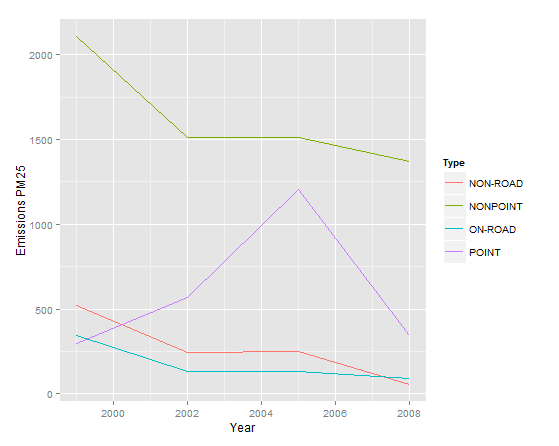 2000
1500
1000
500
0
Emissions PM25
2000
2002
2004
2006
2008
Year
Type
NON-ROAD
NONPOINT
ON-ROAD
POINT